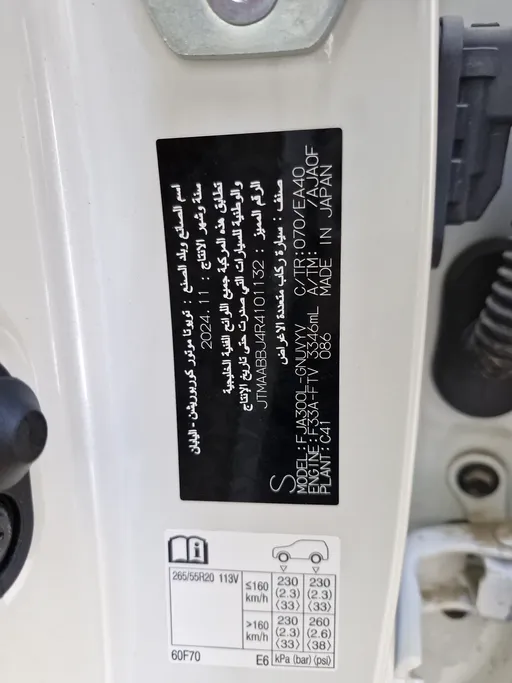 اسم الصانع وبلد الصنع : تويوتا موتور كوربوريشن - اليابان
سنة وشهر الانتاج : 2024.11
تطابق هذه المركبة جميع اللوائح الفنية الخليجية
والوطنية للسيارات التي صدرت حتى تاريخ الإنتاج
الرقم المميز : JTMAABBJ4R4101132
صنف : سيارة ركاب متعددة الاغراض
S
MODEL:FJA300L-GNUVYV C/TR:070/EA40
ENGINE:F33A-FTV 3346mL A/TM: /AJA0F
PLANT:C41 086 MADE IN JAPAN
265/55R20 113V
≤160 km/h 230 (2.3) ⟨33⟩ 230 (2.3) ⟨33⟩
>160 km/h 230 (2.3) ⟨33⟩ 260 (2.6) ⟨38⟩
60F70 E6 kPa (bar) ⟨psi⟩